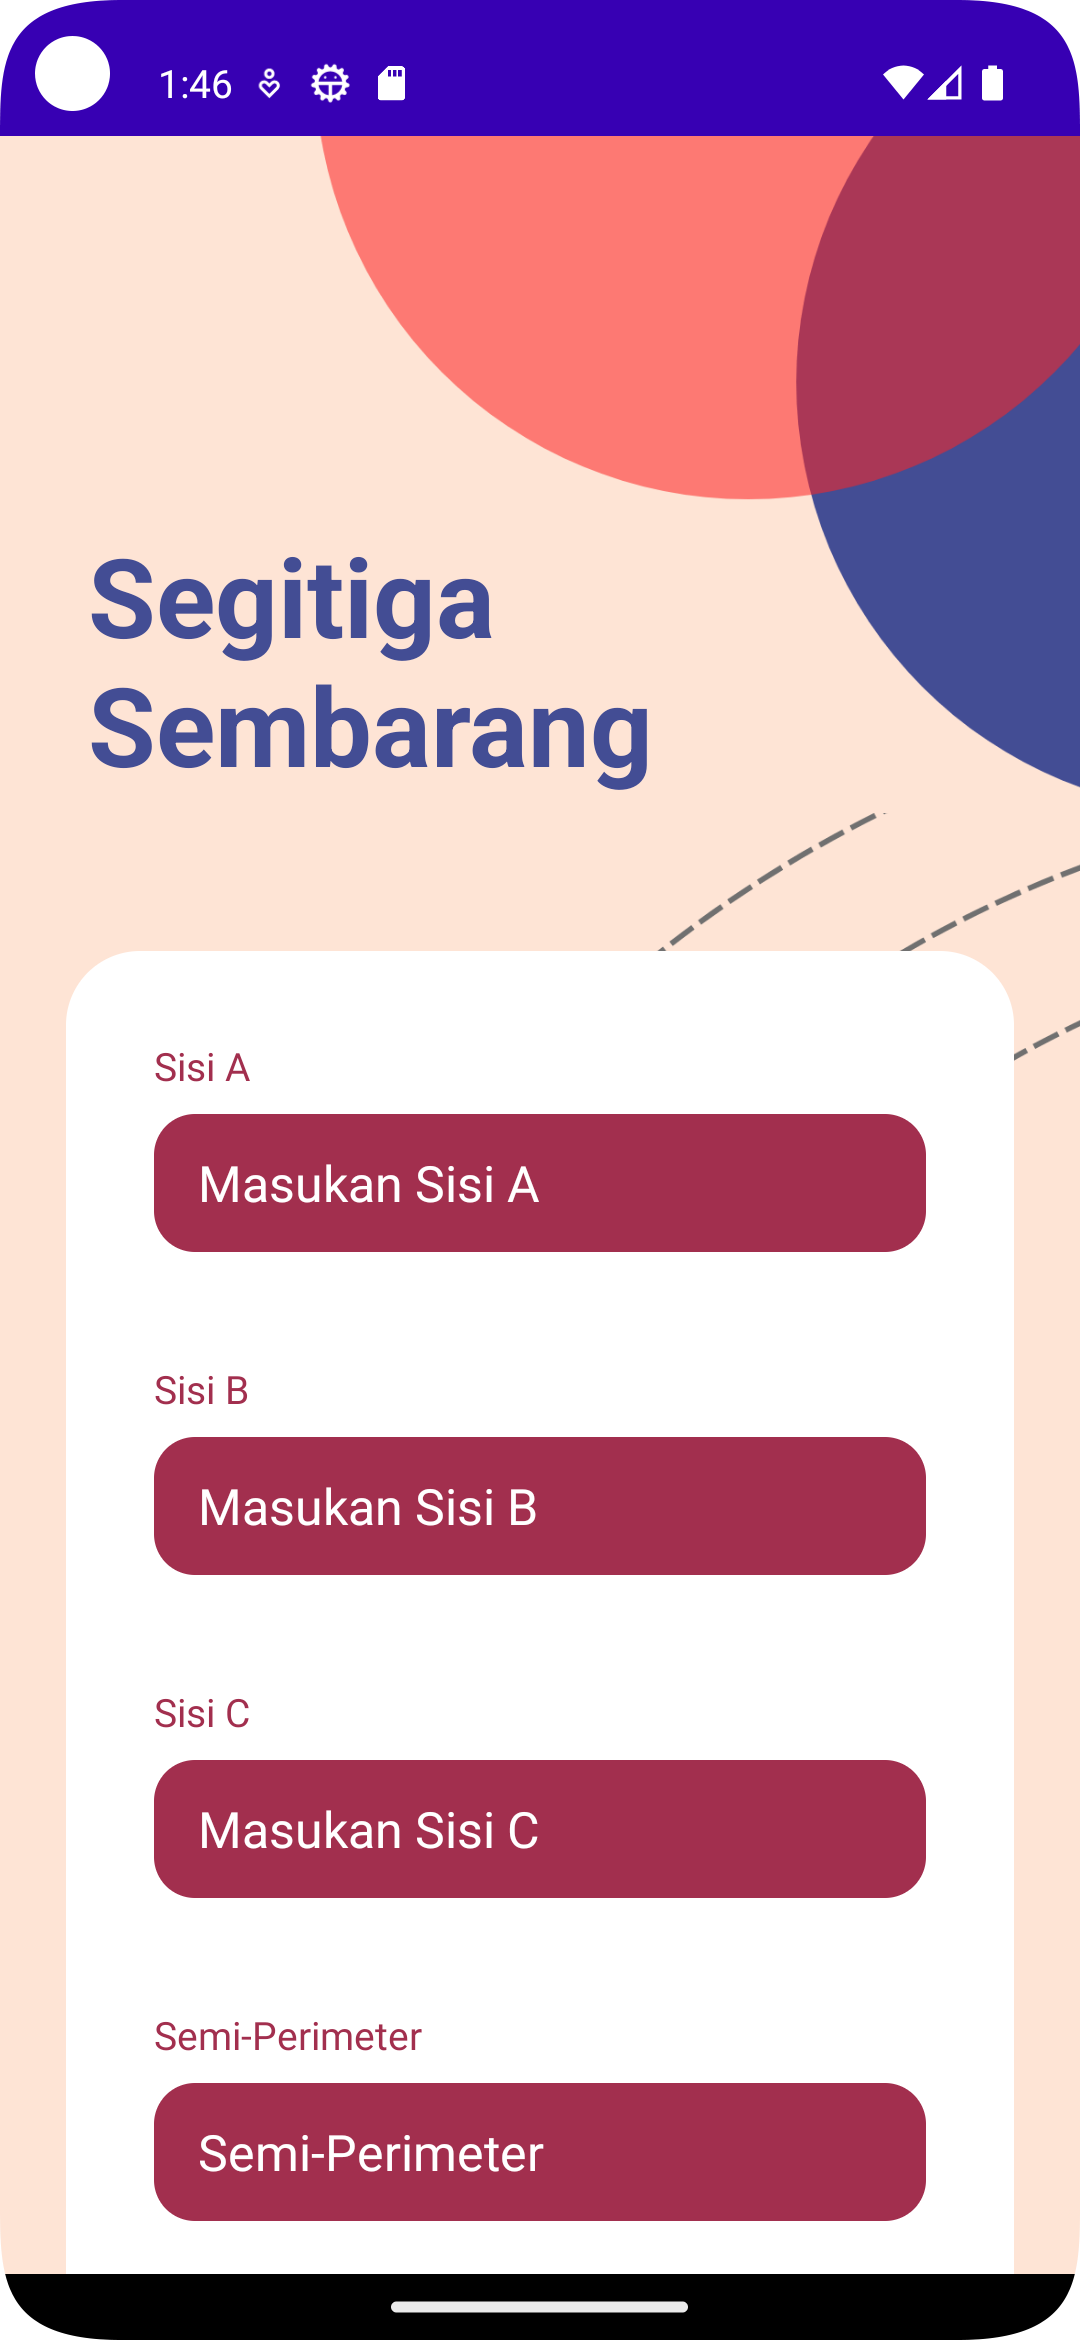 1:46
Segitiga
Sembarang
Sisi A
Masukan Sisi A
Sisi B
Masukan Sisi B
Sisi C
Masukan Sisi C
Semi-Perimeter
Semi-Perimeter